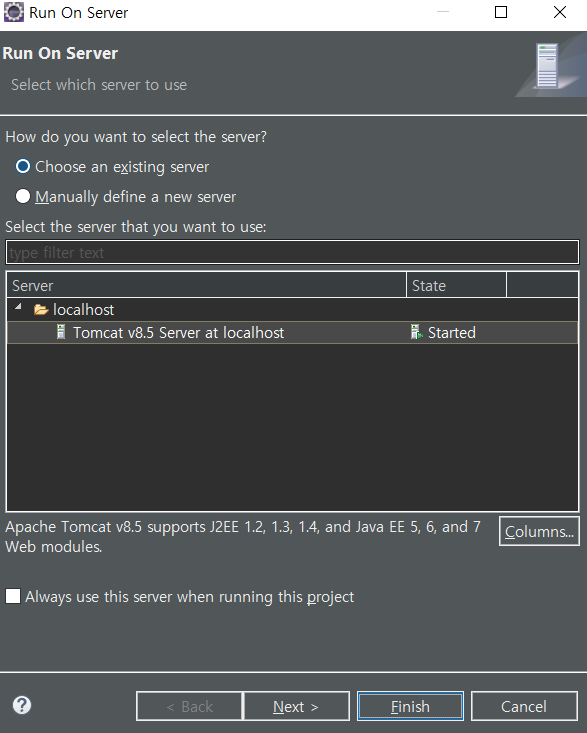 Run On Server
Run On Server
Select which server to use
How do you want to select the server?
Choose an existing server
Manually define a new server
Select the server that you want to use:
type filter text
Server State
localhost
Tomcat v8.5 Server at localhost Started
Apache Tomcat v8.5 supports J2EE 1.2, 1.3, 1.4, and Java EE 5, 6, and 7
Web modules.
Columns...
Always use this server when running this project
?
< Back Next > Finish Cancel